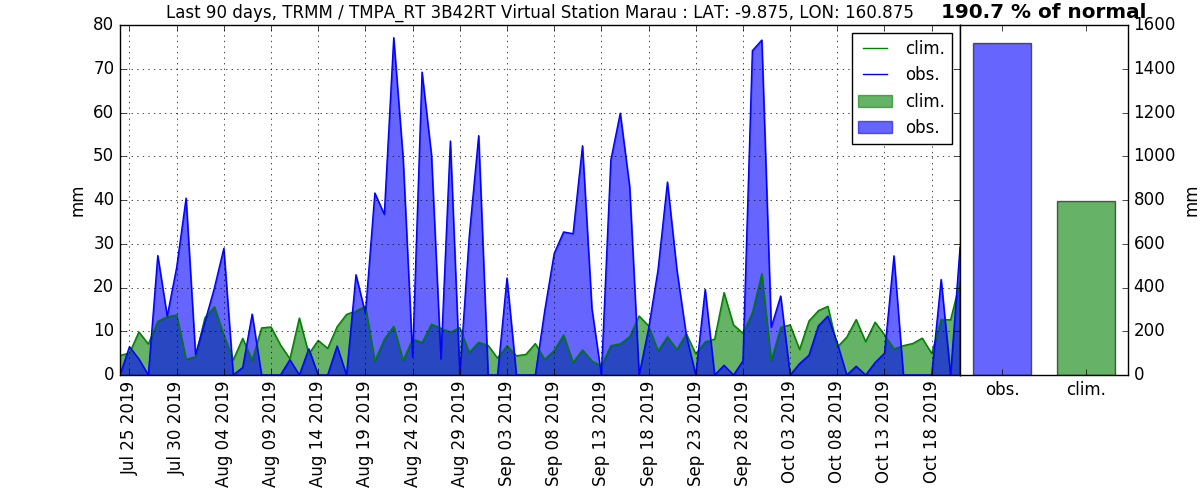 Last 90 days, TRMM / TMPA_RT 3B42RT Virtual Station Marau : LAT: -9.875, LON: 160.875
190.7 % of normal
80
70
60
50
40
30
20
10
0
mm
clim.
obs.
clim.
obs.
1600
1400
1200
1000
800
600
400
200
0
mm
Jul 25 2019
Jul 30 2019
Aug 04 2019
Aug 09 2019
Aug 14 2019
Aug 19 2019
Aug 24 2019
Aug 29 2019
Sep 03 2019
Sep 08 2019
Sep 13 2019
Sep 18 2019
Sep 23 2019
Sep 28 2019
Oct 03 2019
Oct 08 2019
Oct 13 2019
Oct 18 2019
obs.
clim.